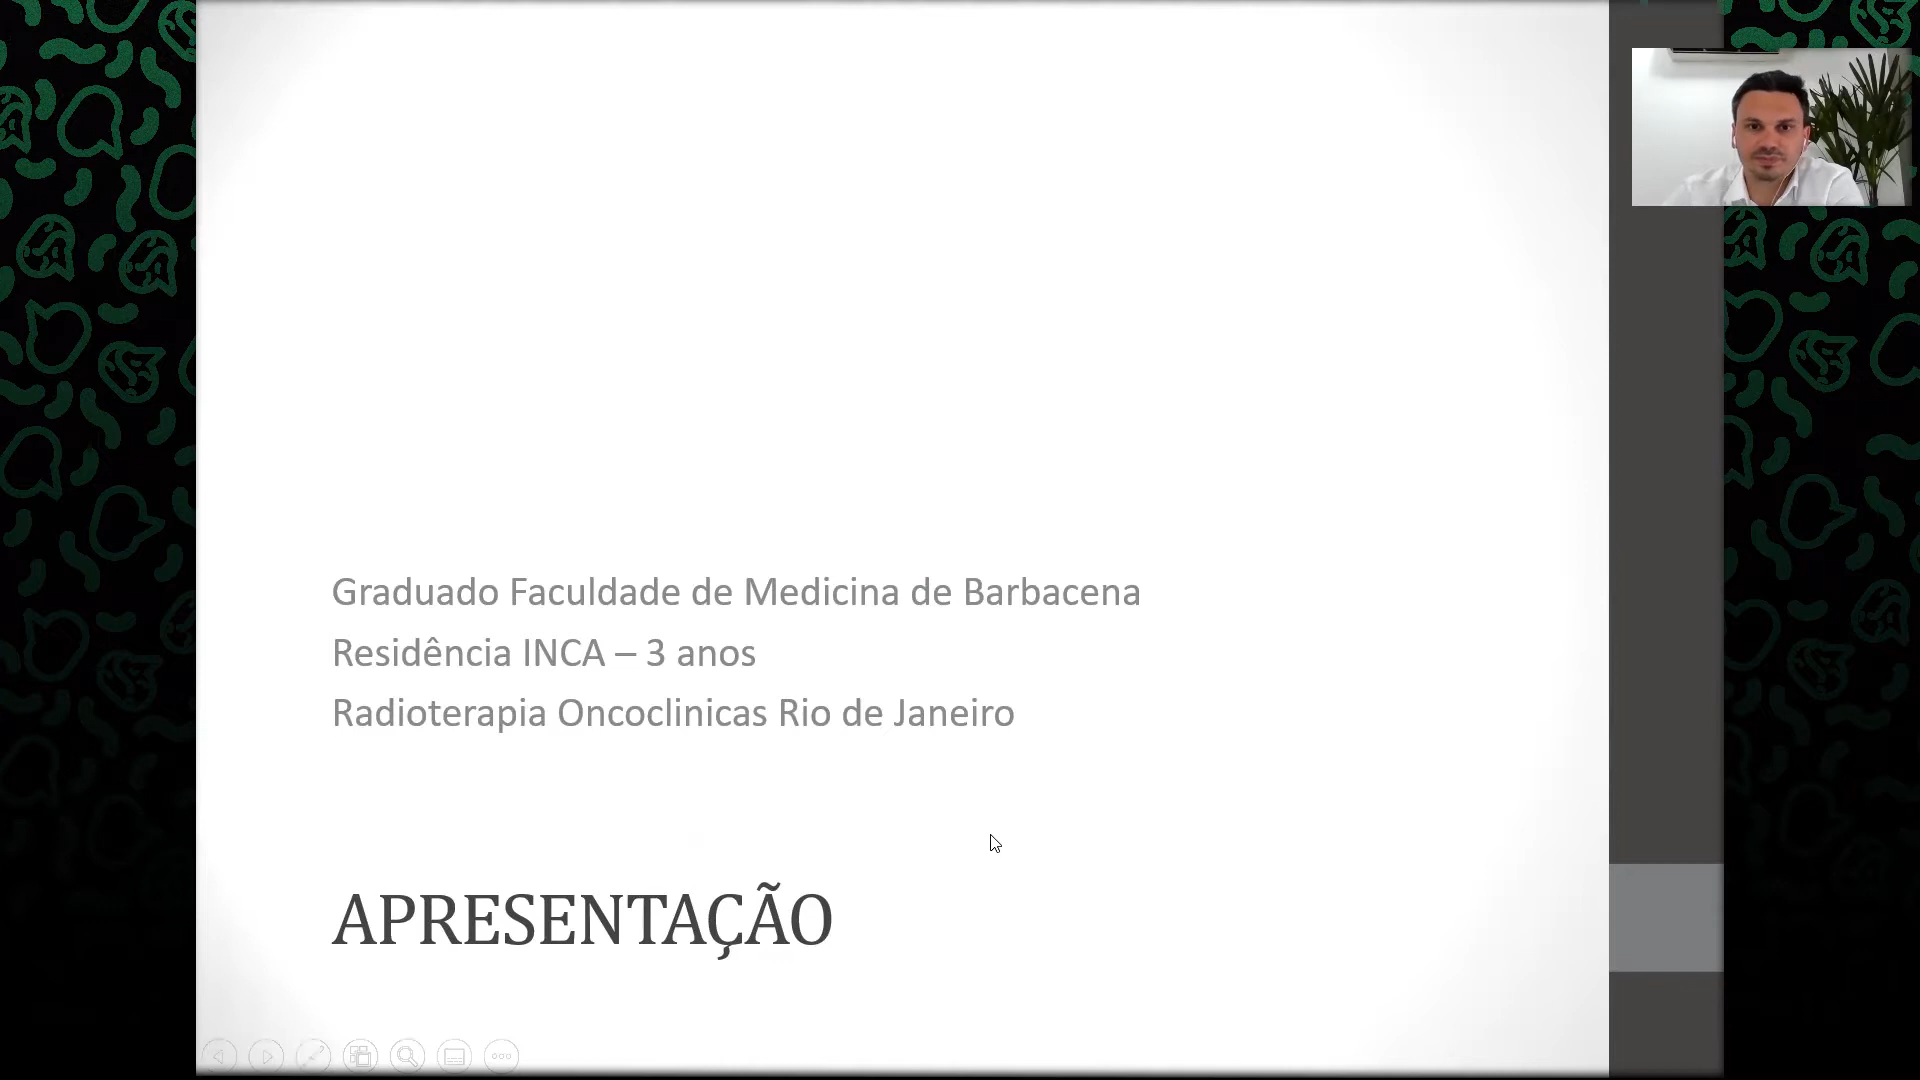 Graduado Faculdade de Medicina de Barbacena
Residência INCA – 3 anos
Radioterapia Oncoclinicas Rio de Janeiro
APRESENTAÇÃO